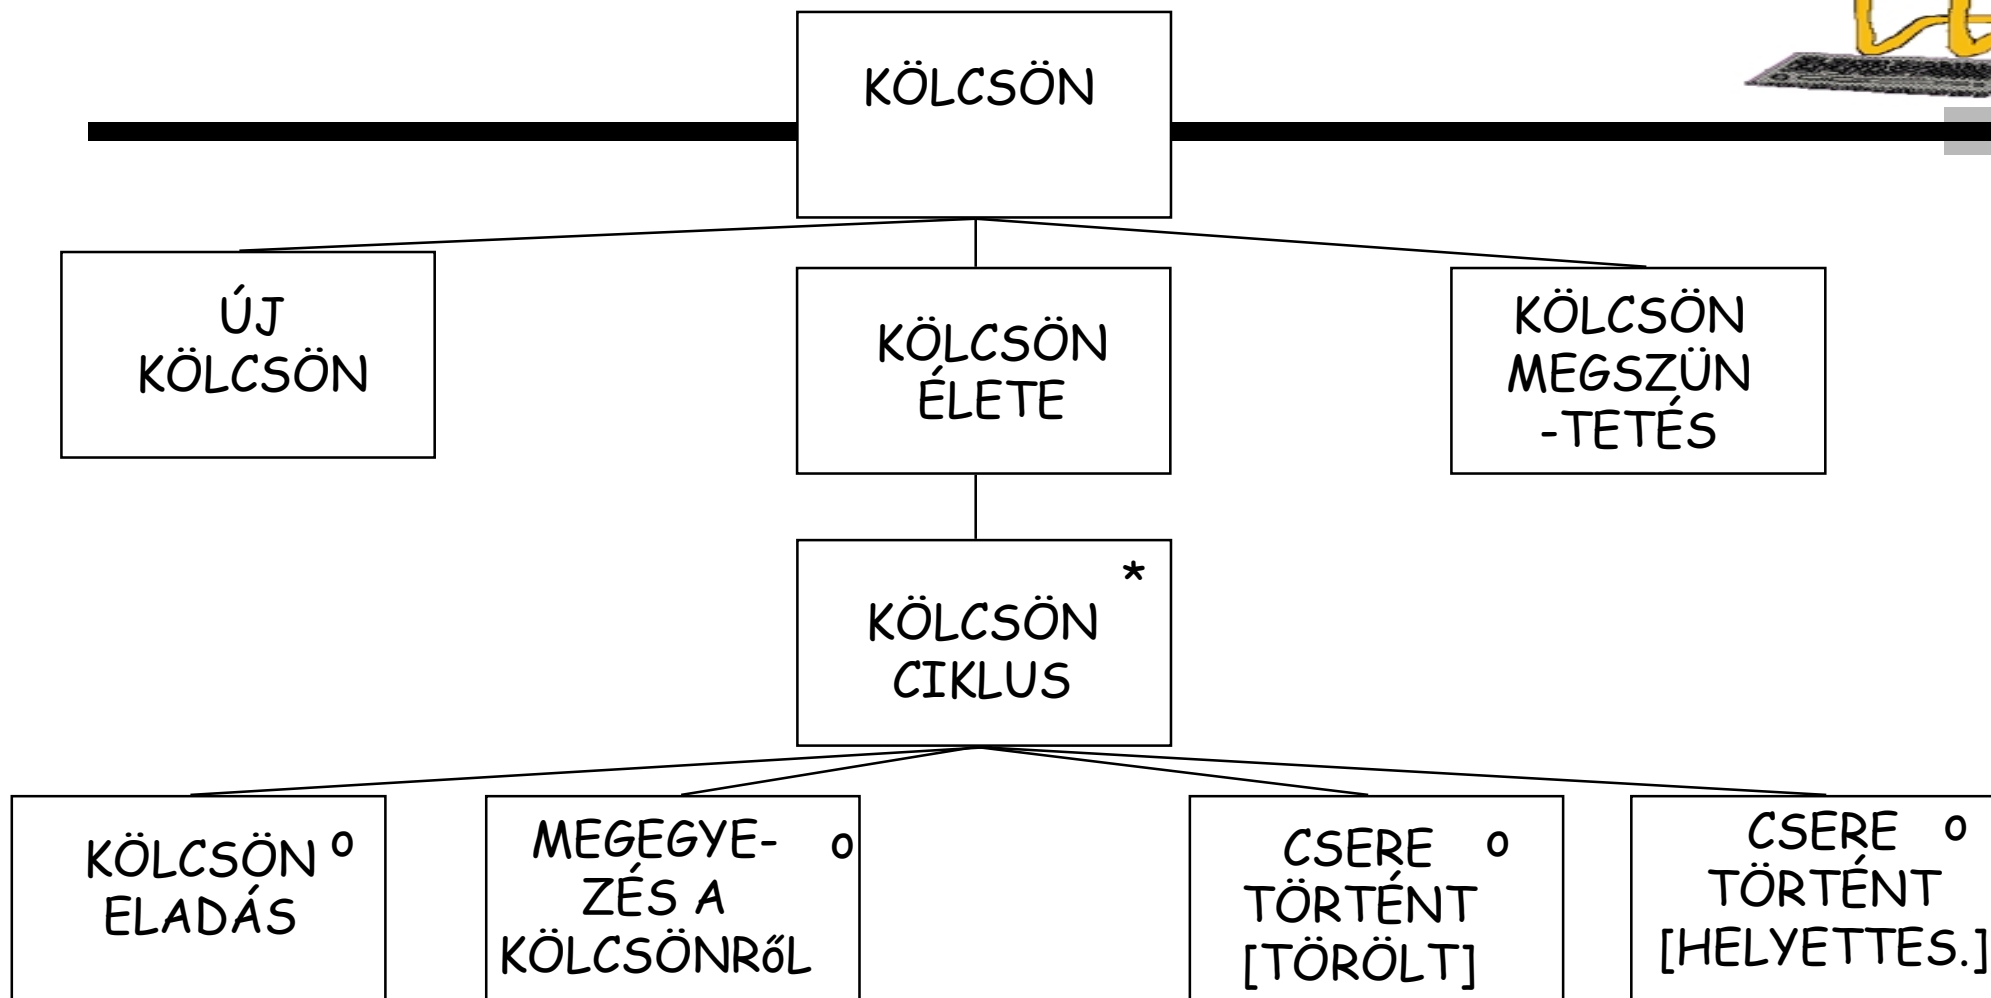 KÖLCSÖN
ÚJ
KÖLCSÖN
KÖLCSÖN
ÉLETE
KÖLCSÖN
MEGSZÜN
-TETÉS
*
KÖLCSÖN
CIKLUS
KÖLCSÖN o
ELADÁS
MEGEGYE- o
ZÉS A
KÖLCSÖNRőL
CSERE o
TÖRTÉNT
[TÖRÖLT]
CSERE o
TÖRTÉNT
[HELYETTES.]